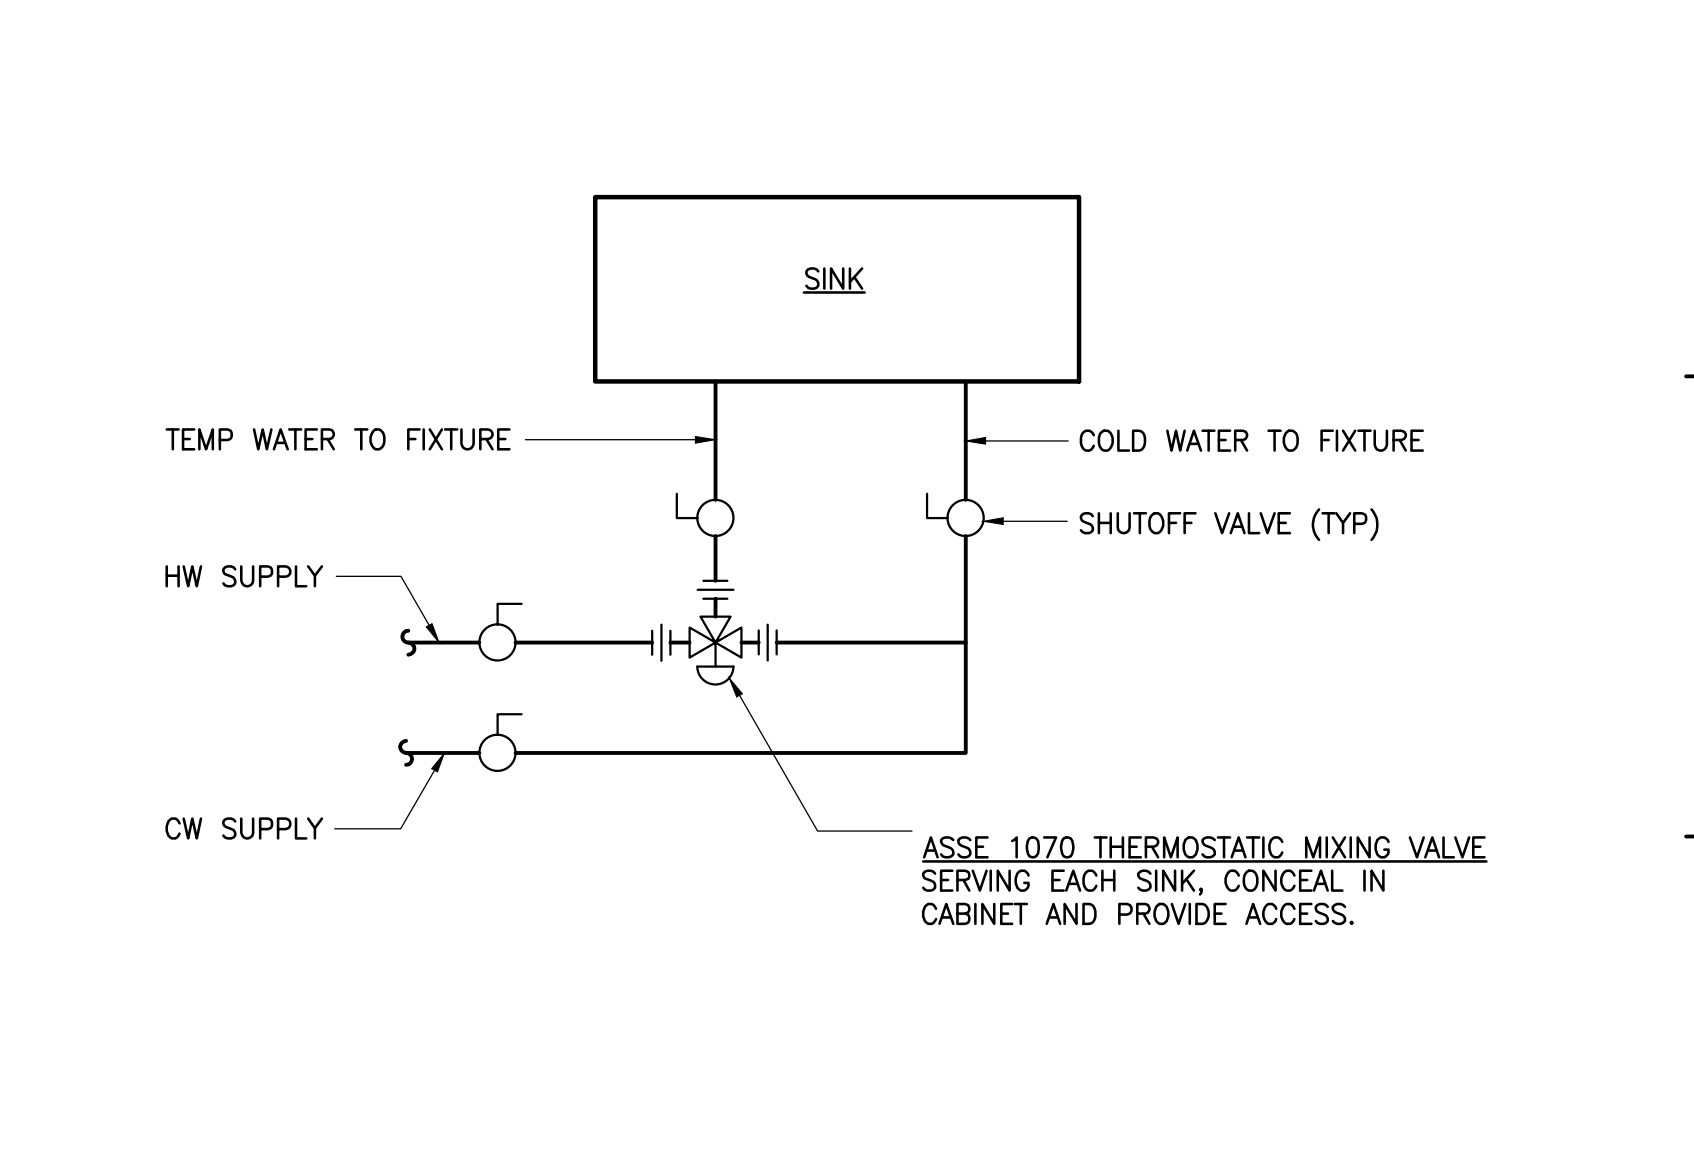 SINK
TEMP WATER TO FIXTURE
COLD WATER TO FIXTURE
SHUTOFF VALVE (TYP)
HW SUPPLY
CW SUPPLY
ASSE 1070 THERMOSTATIC MIXING VALVE
SERVING EACH SINK, CONCEAL IN
CABINET AND PROVIDE ACCESS.